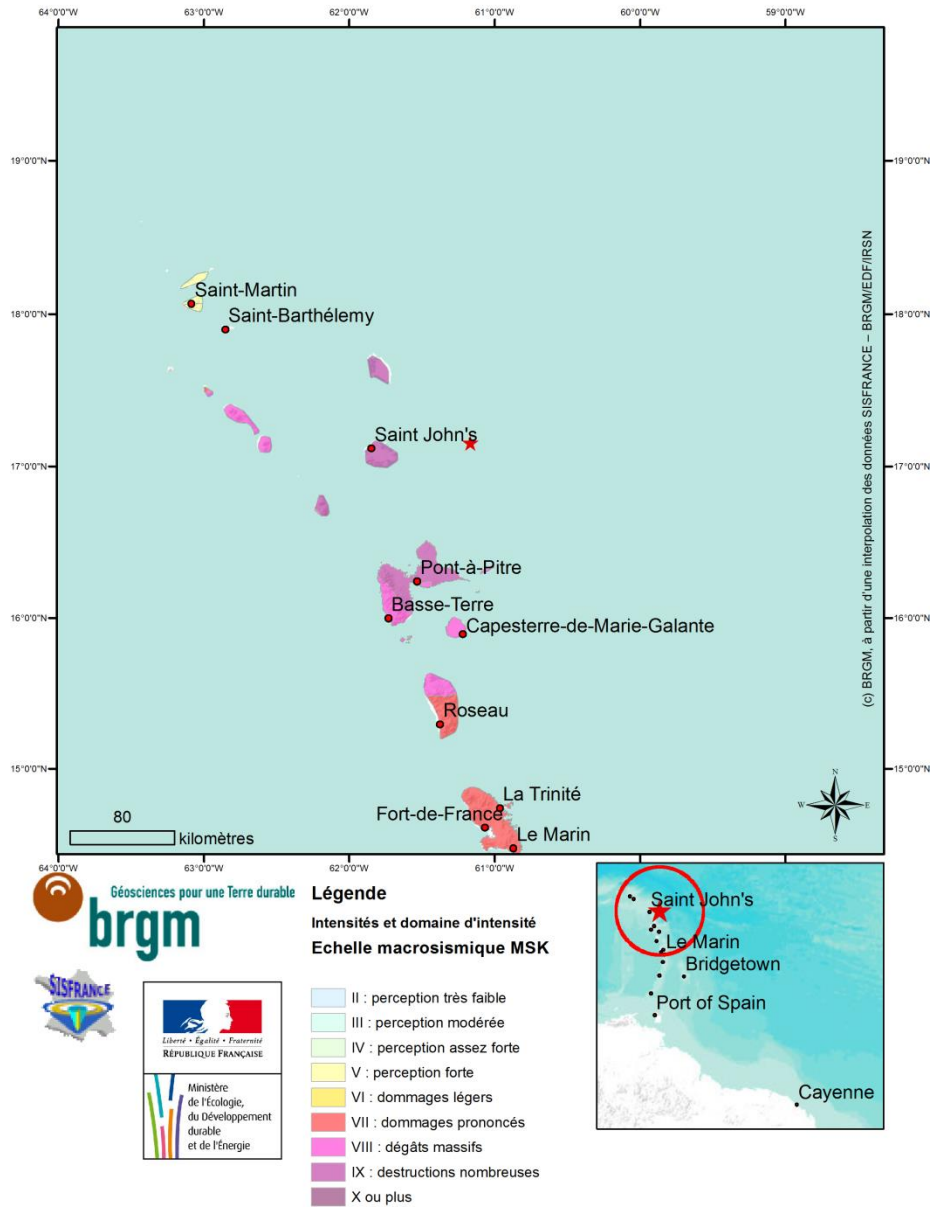 64°0'0"W
63°0'0"W
62°0'0"W
61°0'0"W
60°0'0"W
59°0'0"W
19°0'0"N
19°0'0"N
18°0'0"N
18°0'0"N
17°0'0"N
17°0'0"N
16°0'0"N
16°0'0"N
15°0'0"N
15°0'0"N
Saint-Martin
Saint-Barthélemy
Saint John's
Pont-à-Pitre
Basse-Terre
Capesterre-de-Marie-Galante
Roseau
La Trinité
Fort-de-France
Le Marin
(c) BRGM, à partir d'une interpolation des données SISFRANCE – BRGM/EDF/IRSN
N
W
E
S
80
kilomètres
64°0'0"W
63°0'0"W
62°0'0"W
61°0'0"W
60°0'0"W
59°0'0"W
Géosciences pour une Terre durable
brgm
SISFRANCE
Liberté • Égalité • Fraternité
RÉPUBLIQUE FRANÇAISE
Ministère
de l'Écologie,
du Développement
durable
et de l'Énergie
Légende
Intensités et domaine d'intensité
Echelle macrosismique MSK
II : perception très faible
III : perception modérée
IV : perception assez forte
V : perception forte
VI : dommages légers
VII : dommages prononcés
VIII : dégâts massifs
IX : destructions nombreuses
X ou plus
Saint John's
Le Marin
Bridgetown
Port of Spain
Cayenne